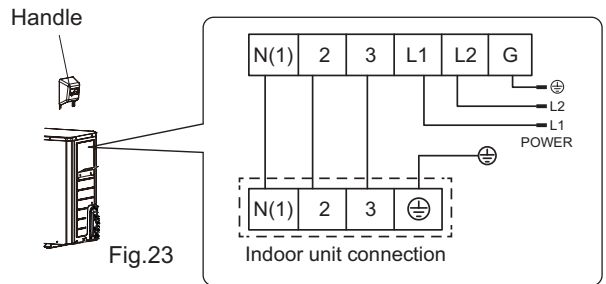 Handle
N(1) 2 3 L1 L2 G
L2
L1
POWER
N(1) 2 3
Fig.23
Indoor unit connection